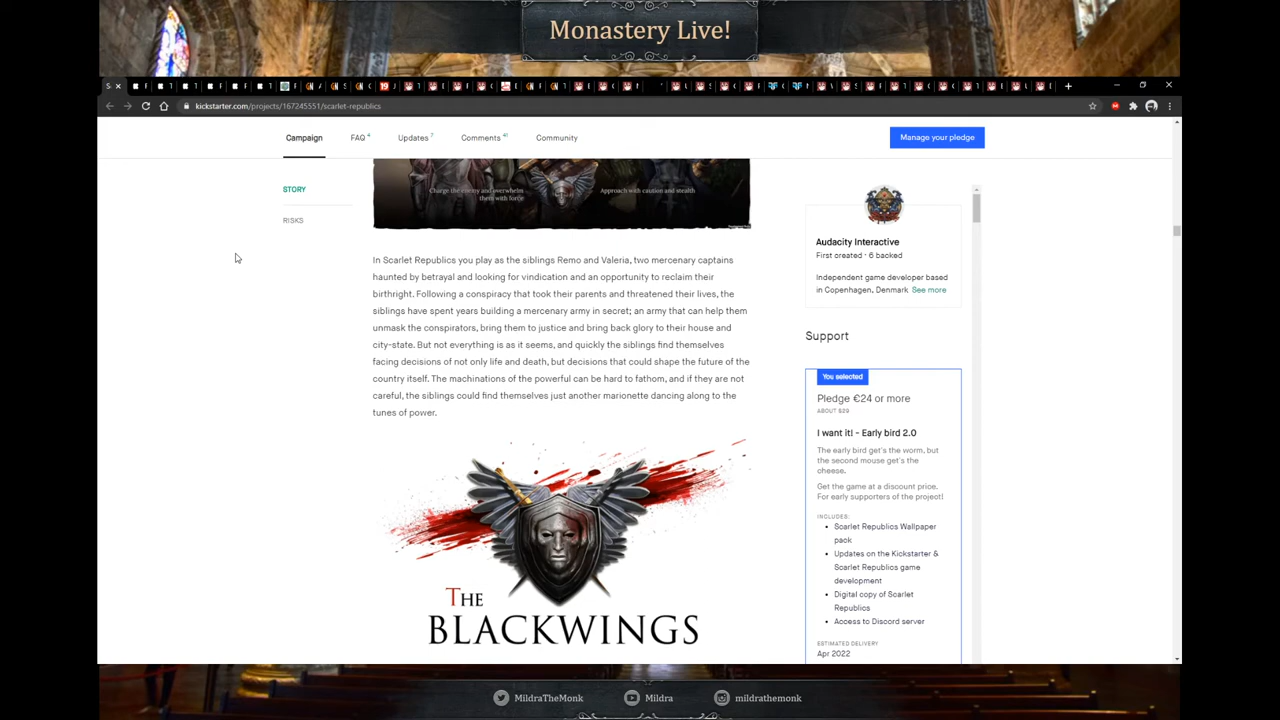 Monastery Live!
kickstarter.com/projects/167245551/scarlet-republics
Campaign
FAQ 4
Updates 7
Comments 41
Community
Manage your pledge
STORY
RISKS
Charge the enemy and overwhelm
them with force
Approach with caution and stealth
In Scarlet Republics you play as the siblings Remo and Valeria, two mercenary captains
haunted by betrayal and looking for vindication and an opportunity to reclaim their
birthright. Following a conspiracy that took their parents and threatened their lives, the
siblings have spent years building a mercenary army in secret; an army that can help them
unmask the conspirators, bring them to justice and bring back glory to their house and
city-state. But not everything is as it seems, and quickly the siblings find themselves
facing decisions of not only life and death, but decisions that could shape the future of the
country itself. The machinations of the powerful can be hard to fathom, and if they are not
careful, the siblings could find themselves just another marionette dancing along to the
tunes of power.
THE
BLACKWINGS
Audacity Interactive
First created · 6 backed
Independent game developer based
in Copenhagen, Denmark See more
Support
You selected
Pledge €24 or more
ABOUT $29
I want it! - Early bird 2.0
The early bird get's the worm, but
the second mouse get's the
cheese.
Get the game at a discount price.
For early supporters of the project!
INCLUDES:
Scarlet Republics Wallpaper
pack
Updates on the Kickstarter &
Scarlet Republics game
development
Digital copy of Scarlet
Republics
Access to Discord server
ESTIMATED DELIVERY
Apr 2022
MildraTheMonk
Mildra
mildrathemonk